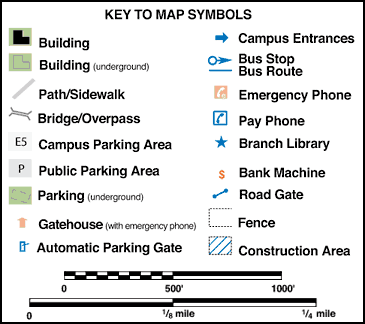 KEY TO MAP SYMBOLS
Building
Building (underground)
Path/Sidewalk
Bridge/Overpass
E5 Campus Parking Area
P Public Parking Area
Parking (underground)
Gatehouse (with emergency phone)
Automatic Parking Gate
Campus Entrances
Bus Stop
Bus Route
Emergency Phone
Pay Phone
Branch Library
$ Bank Machine
Road Gate
Fence
Construction Area
0 500' 1000'
0 1/8 mile 1/4 mile